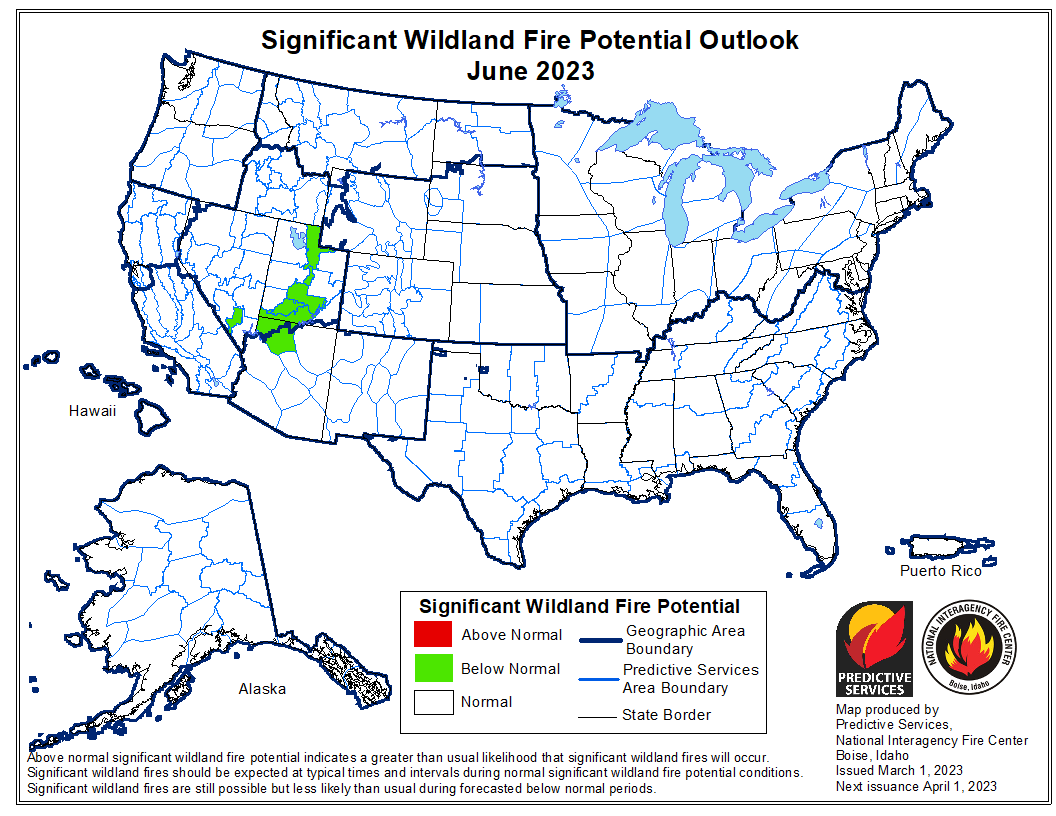 Significant Wildland Fire Potential Outlook
June 2023
Hawaii
Alaska
Puerto Rico
Significant Wildland Fire Potential
Above Normal
Below Normal
Normal
Geographic Area
Boundary
Predictive Services
Area Boundary
State Border
PREDICTIVE
SERVICES
NATIONAL INTERAGENCY FIRE CENTER
Boise, Idaho
Map produced by
Predictive Services,
National Interagency Fire Center
Boise, Idaho
Issued March 1, 2023
Next issuance April 1, 2023
Above normal significant wildland fire potential indicates a greater than usual likelihood that significant wildland fires will occur.
Significant wildland fires should be expected at typical times and intervals during normal significant wildland fire potential conditions.
Significant wildland fires are still possible but less likely than usual during forecasted below normal periods.